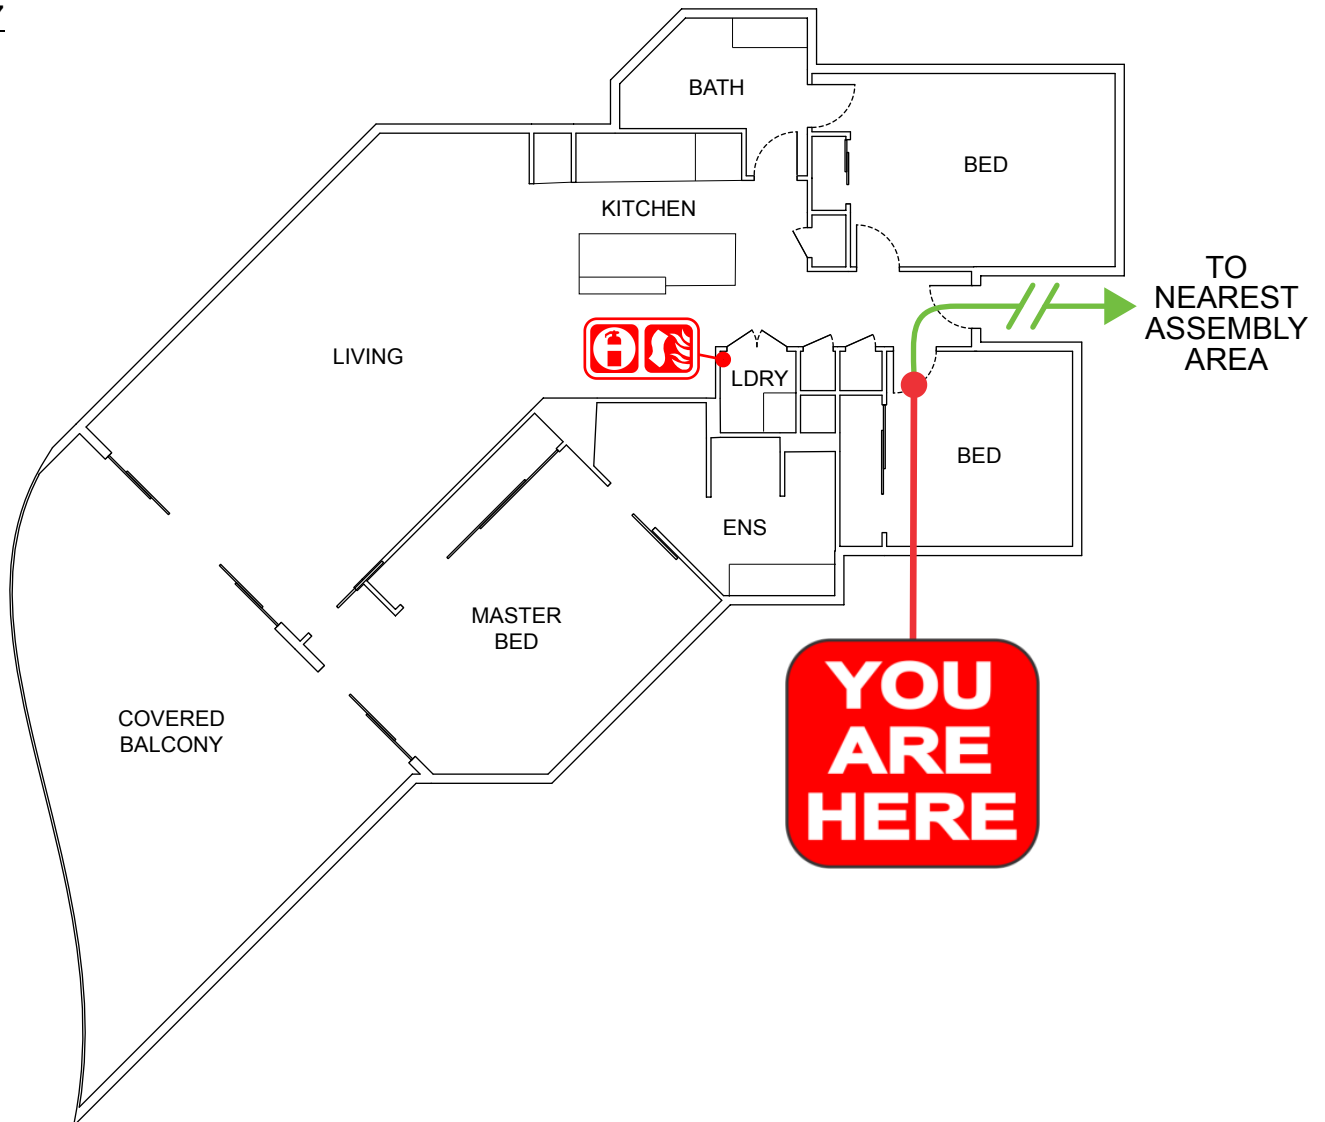 BATH
BED
KITCHEN
TO
NEAREST
ASSEMBLY
AREA
LIVING
LDRY
BED
ENS
MASTER
BED
COVERED
BALCONY
YOU
ARE
HERE